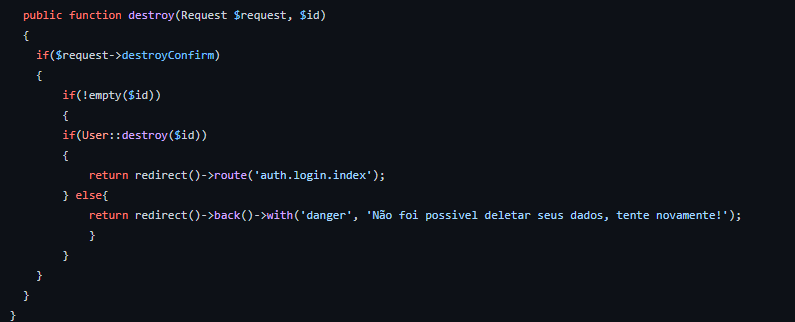 public function destroy(Request $request, $id)
{
if($request->destroyConfirm)
{
if(!empty($id))
{
if(User::destroy($id))
{
return redirect()->route('auth.login.index');
} else{
return redirect()->back()->with('danger', 'Não foi possivel deletar seus dados, tente novamente!');
}
}
}
}
}